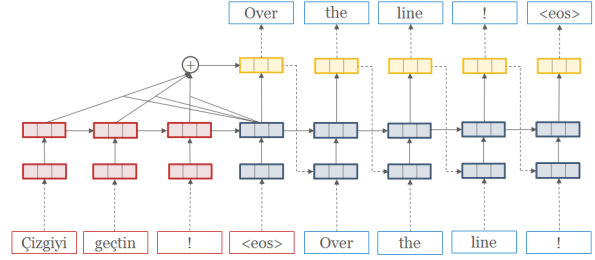 Over the line ! <eos>
+
Çizgiyi geçtin ! <eos> Over the line !